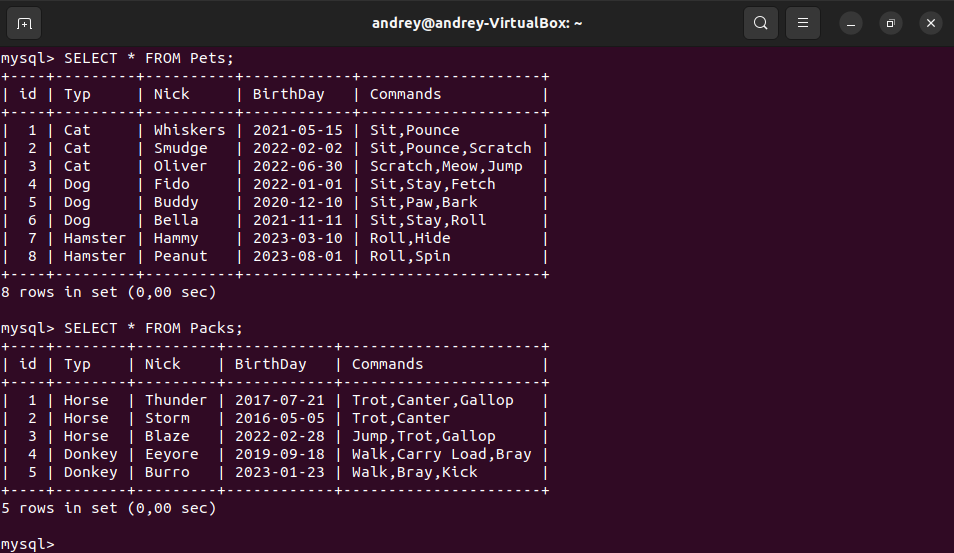 andrey@andrey-VirtualBox: ~
mysql> SELECT * FROM Pets;
+----+---------+----------+------------+---------------------+
| id | Typ     | Nick     | BirthDay   | Commands            |
+----+---------+----------+------------+---------------------+
|  1 | Cat     | Whiskers | 2021-05-15 | Sit,Pounce          |
|  2 | Cat     | Smudge   | 2022-02-02 | Sit,Pounce,Scratch  |
|  3 | Cat     | Oliver   | 2022-06-30 | Scratch,Meow,Jump   |
|  4 | Dog     | Fido     | 2022-01-01 | Sit,Stay,Fetch      |
|  5 | Dog     | Buddy    | 2020-12-10 | Sit,Paw,Bark        |
|  6 | Dog     | Bella    | 2021-11-11 | Sit,Stay,Roll       |
|  7 | Hamster | Hammy    | 2023-03-10 | Roll,Hide           |
|  8 | Hamster | Peanut   | 2023-08-01 | Roll,Spin           |
+----+---------+----------+------------+---------------------+
8 rows in set (0,00 sec)
mysql> SELECT * FROM Packs;
+----+--------+---------+------------+----------------------+
| id | Typ    | Nick    | BirthDay   | Commands             |
+----+--------+---------+------------+----------------------+
|  1 | Horse  | Thunder | 2017-07-21 | Trot,Canter,Gallop   |
|  2 | Horse  | Storm   | 2016-05-05 | Trot,Canter          |
|  3 | Horse  | Blaze   | 2022-02-28 | Jump,Trot,Gallop     |
|  4 | Donkey | Eeyore  | 2019-09-18 | Walk,Carry Load,Bray |
|  5 | Donkey | Burro   | 2023-01-23 | Walk,Bray,Kick       |
+----+--------+---------+------------+----------------------+
5 rows in set (0,00 sec)
mysql>